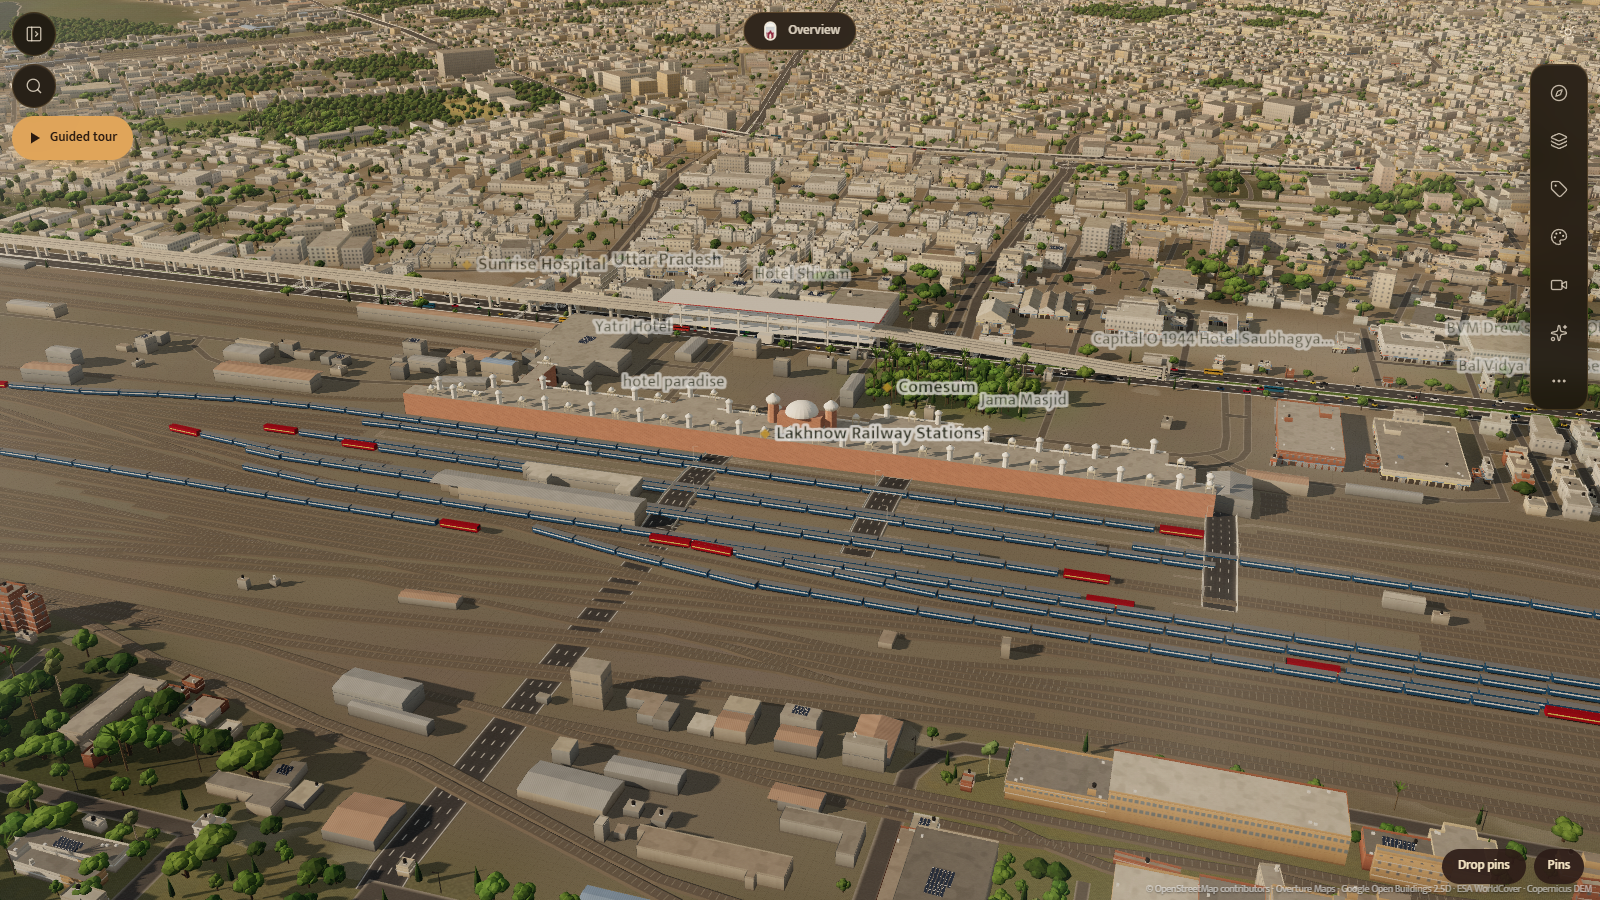 Overview
Guided tour
Sunrise Hospital
Uttar Pradesh
Hotel Shivam
Yatri Hotel
Capital O 1944 Hotel Saubhagya...
BVM Drew's
Bal Vidya
hotel paradise
Comesum
Jama Masjid
Lakhnow Railway Stations
Drop pins
Pins
© OpenStreetMap contributors · Overture Maps · Google Open Buildings 2.5D · ESA WorldCover · Copernicus DEM